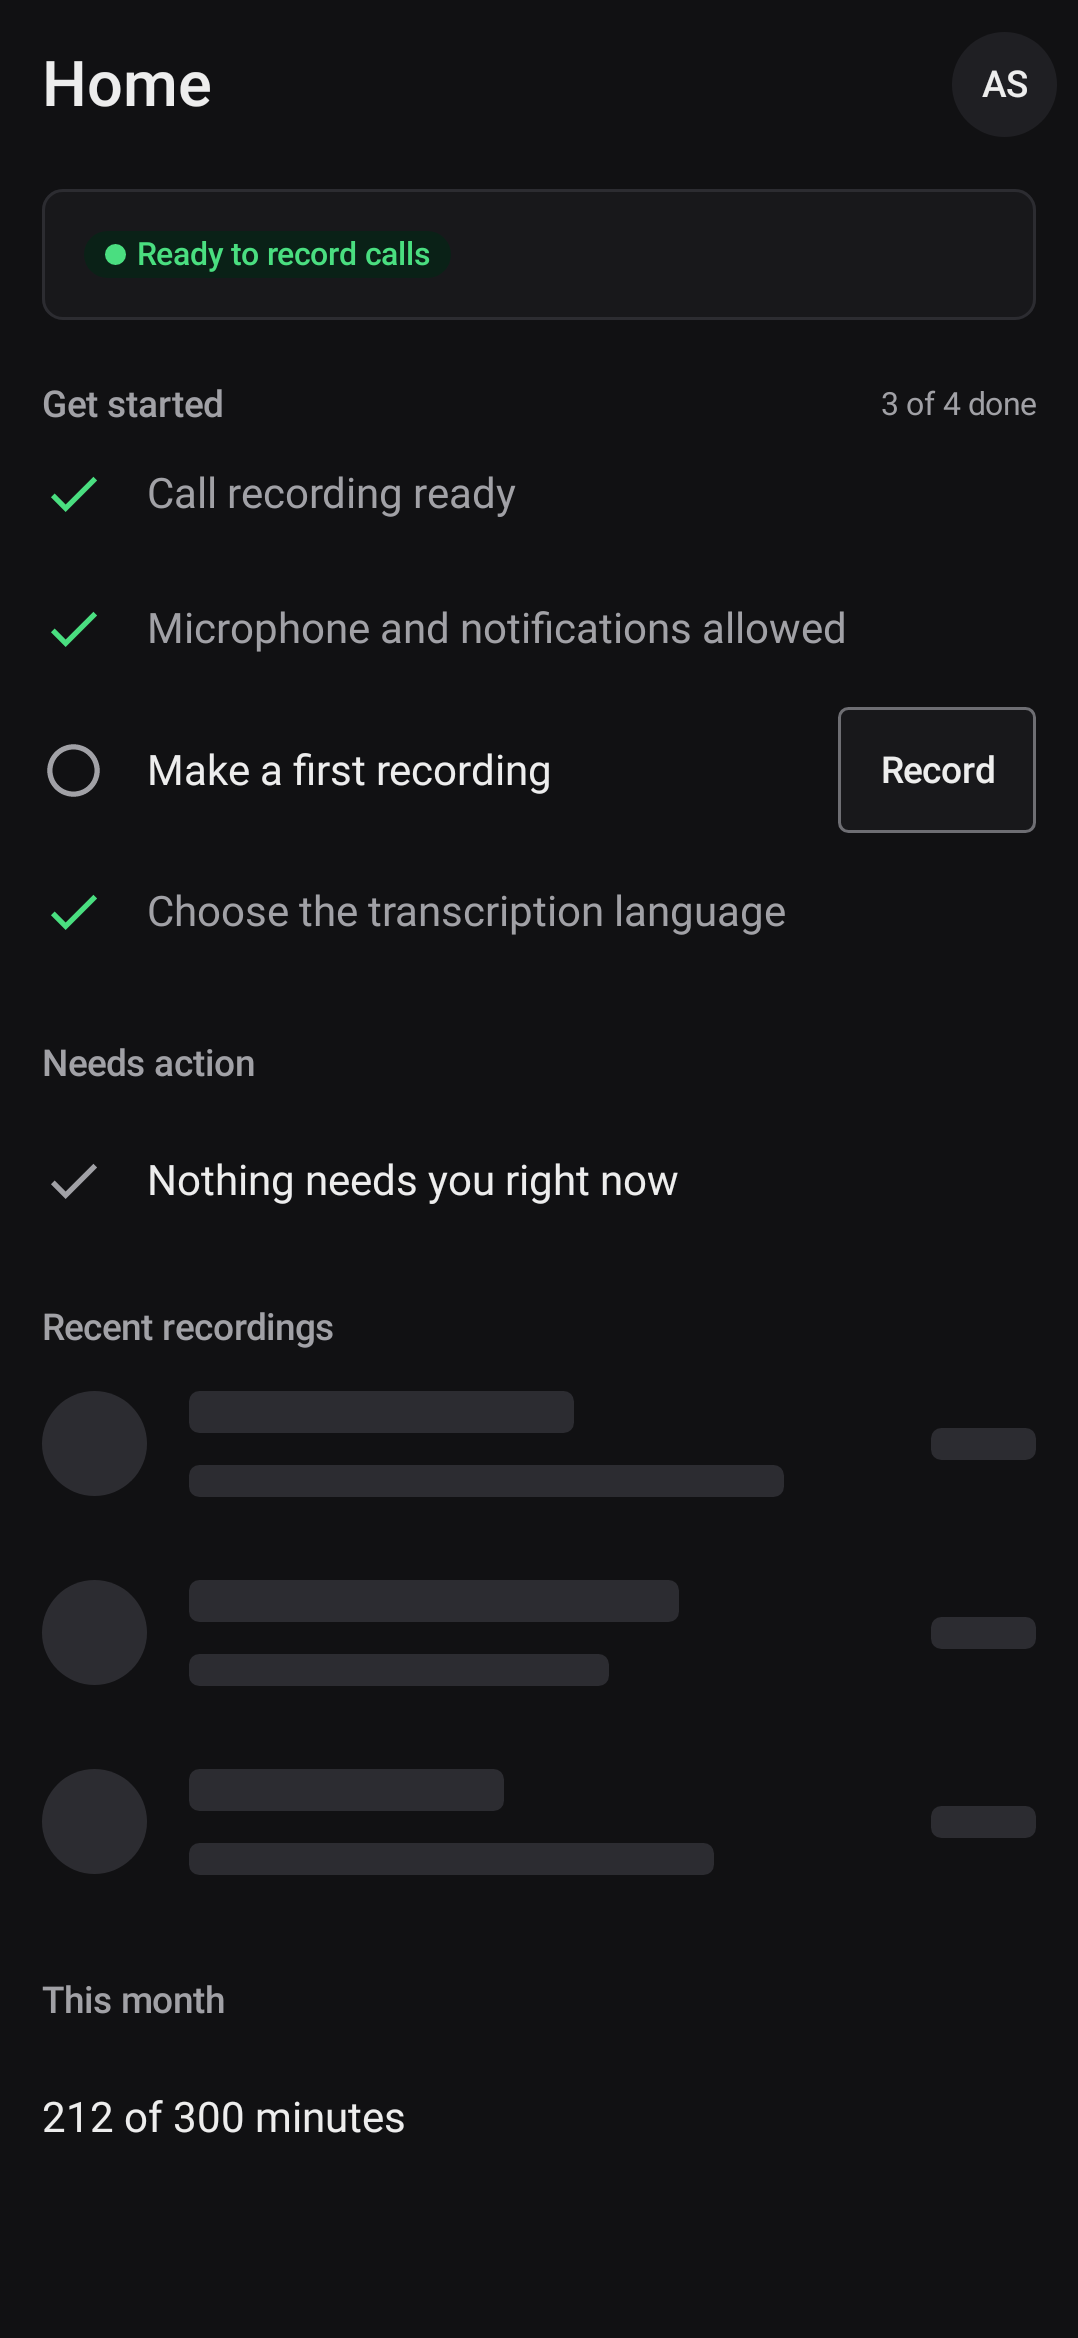 Home
AS
Ready to record calls
Get started
3 of 4 done
Call recording ready
Microphone and notifications allowed
Make a first recording
Record
Choose the transcription language
Needs action
Nothing needs you right now
Recent recordings
This month
212 of 300 minutes